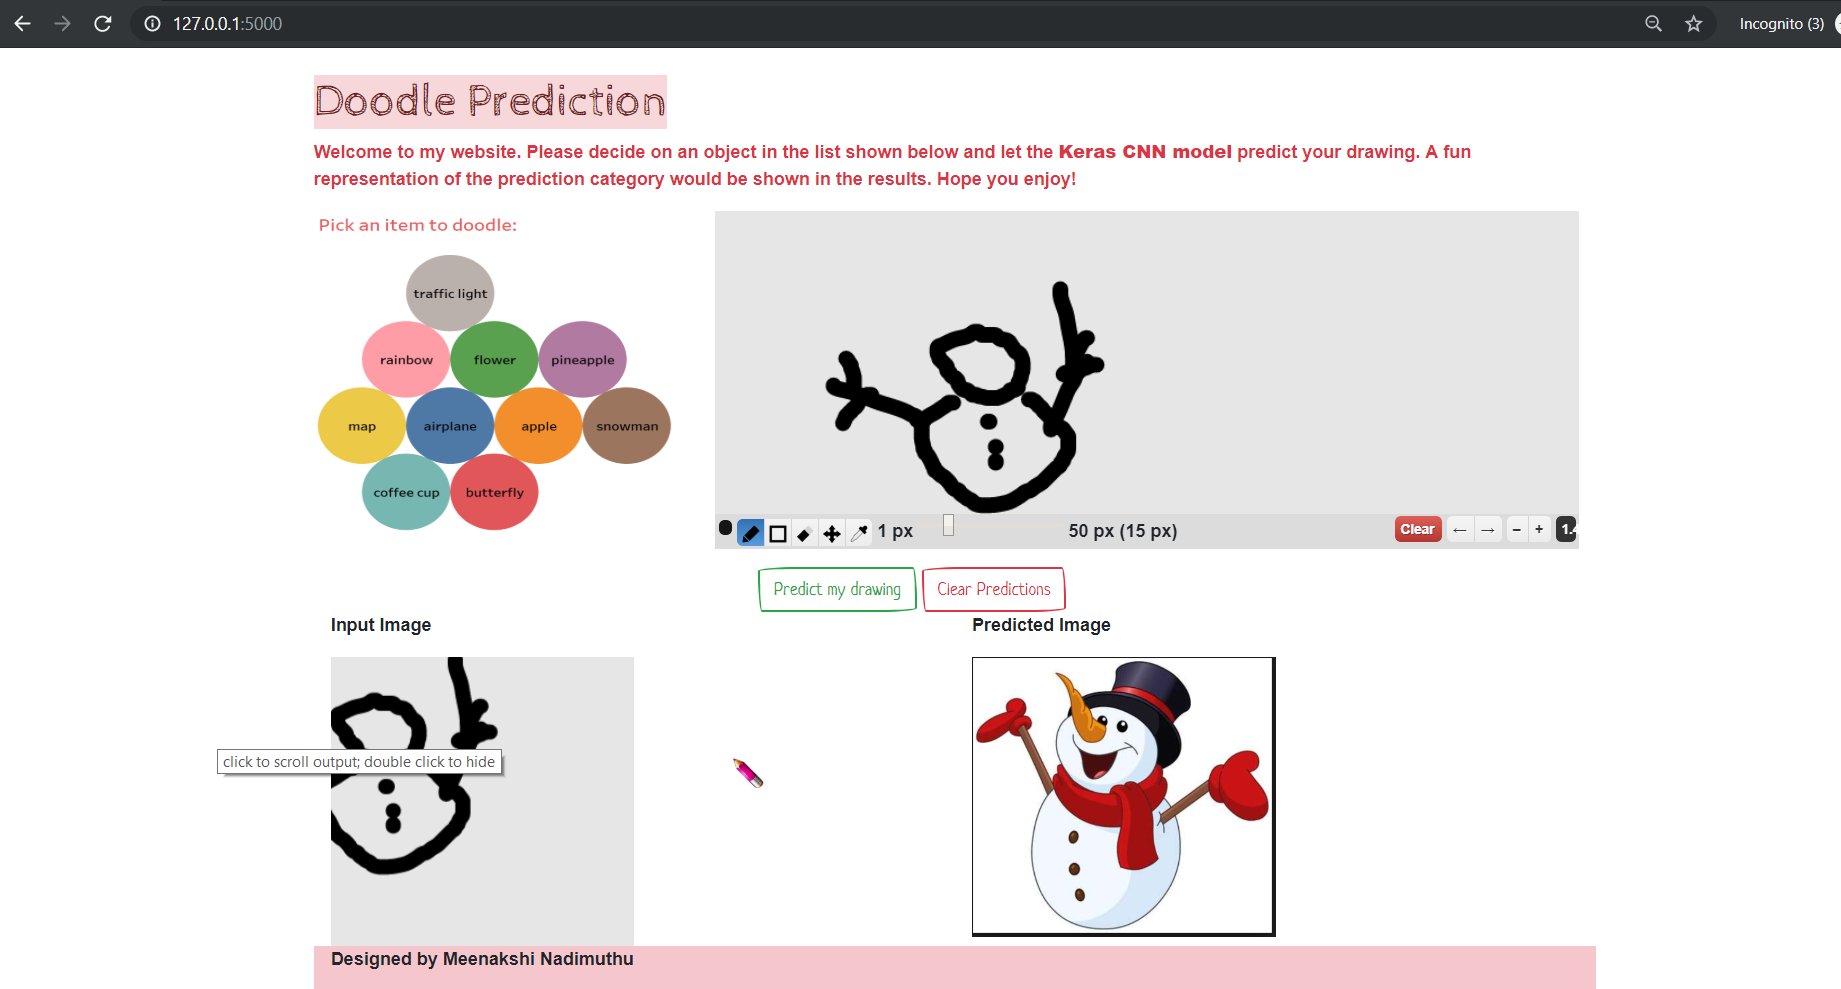 127.0.0.1:5000
Incognito (3)
Doodle Prediction
Welcome to my website. Please decide on an object in the list shown below and let the Keras CNN model predict your drawing. A fun
representation of the prediction category would be shown in the results. Hope you enjoy!
Pick an item to doodle:
traffic light
rainbow flower pineapple
map airplane apple snowman
coffee cup butterfly
1 px 50 px (15 px) Clear ← → - +
Predict my drawing Clear Predictions
Input Image Predicted Image
click to scroll output; double click to hide
Designed by Meenakshi Nadimuthu